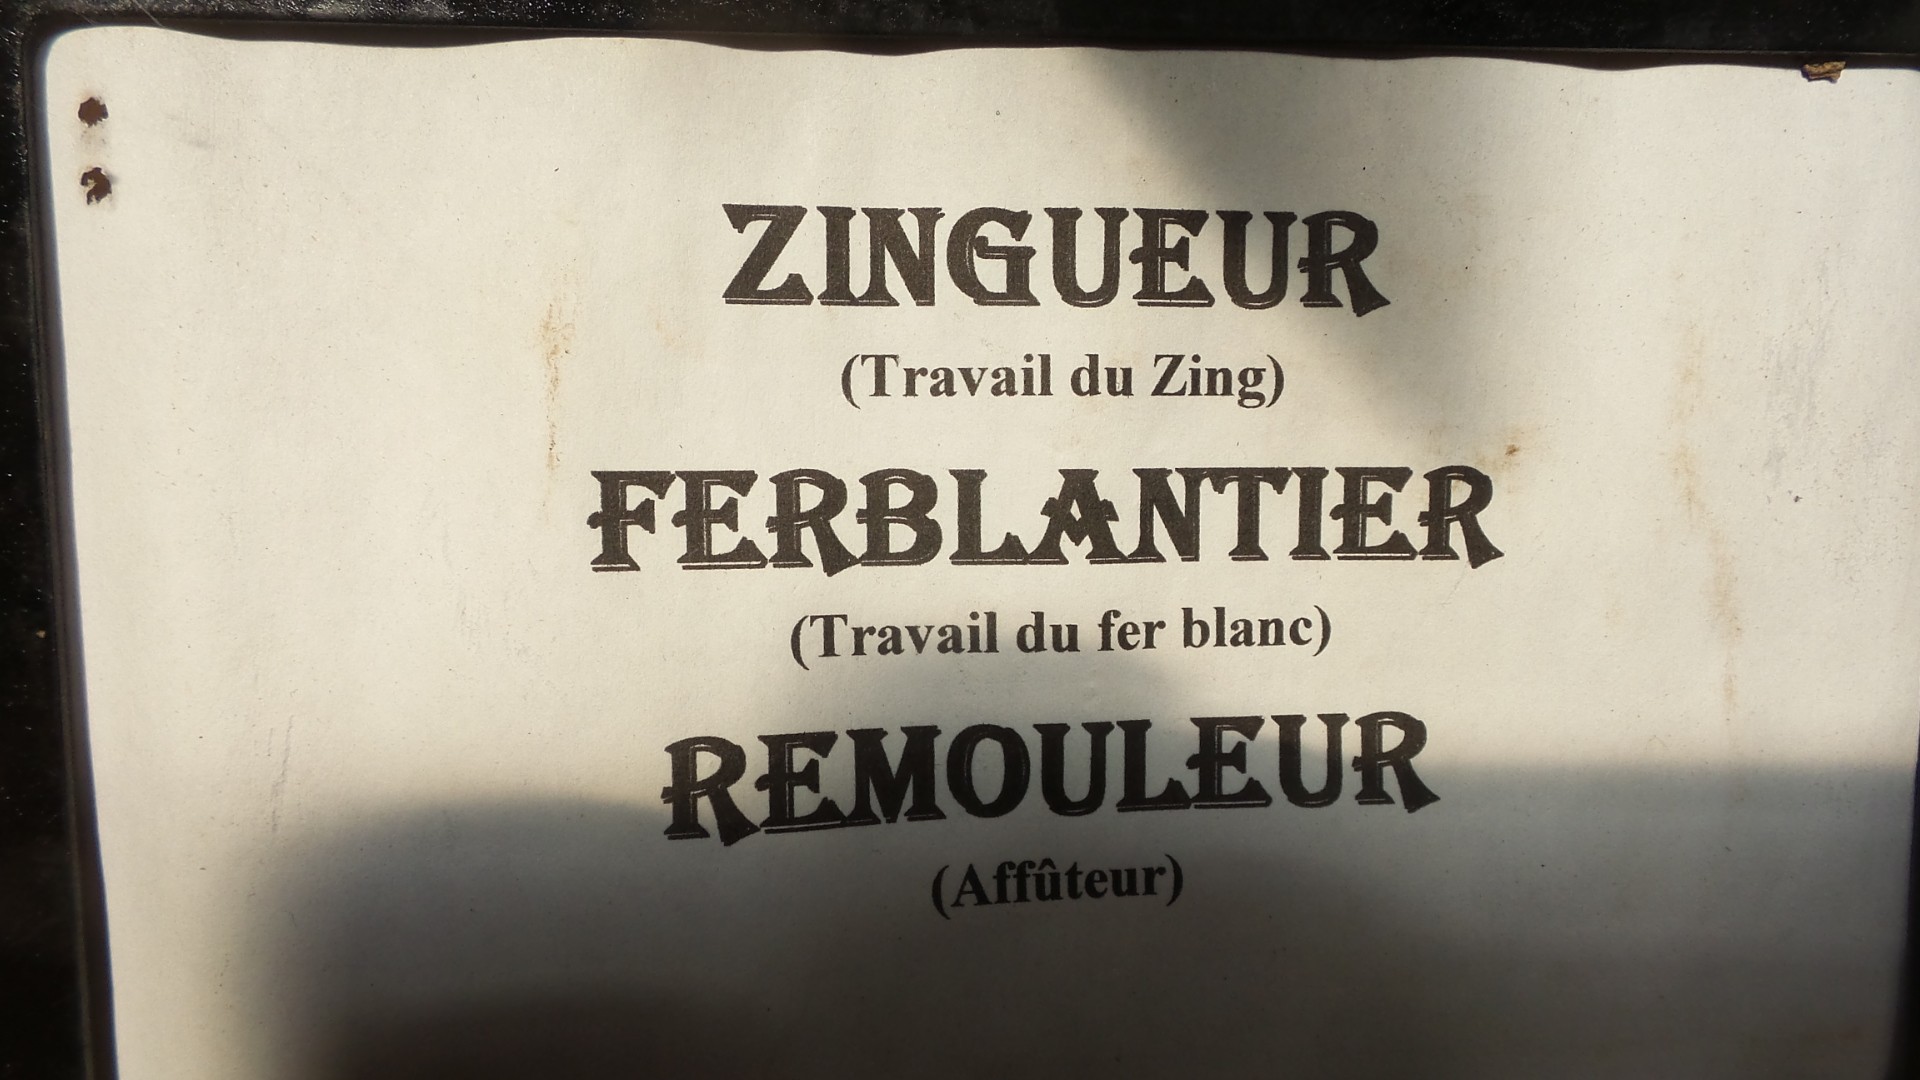 ZINGUEUR
(Travail du Zing)
FERBLANTIER
(Travail du fer blanc)
REMOULEUR
(Affûteur)